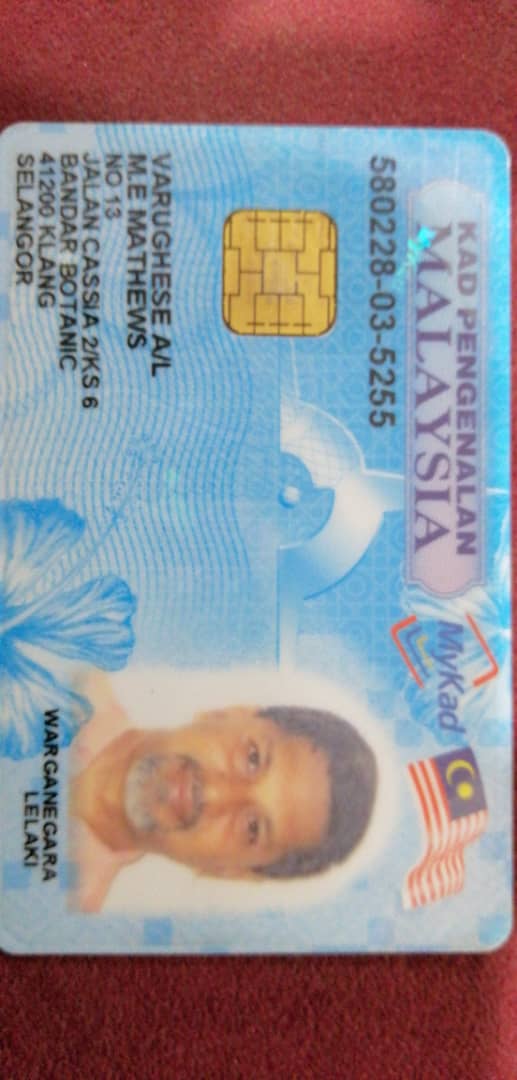 KAD PENGENALAN
MALAYSIA
MyKad
580228-03-5255
VARUGHESE A/L
M.E MATHEWS
NO 13
JALAN CASSIA 2/KS 6
BANDAR BOTANIC
41200 KLANG
SELANGOR
WARGANEGARA
LELAKI